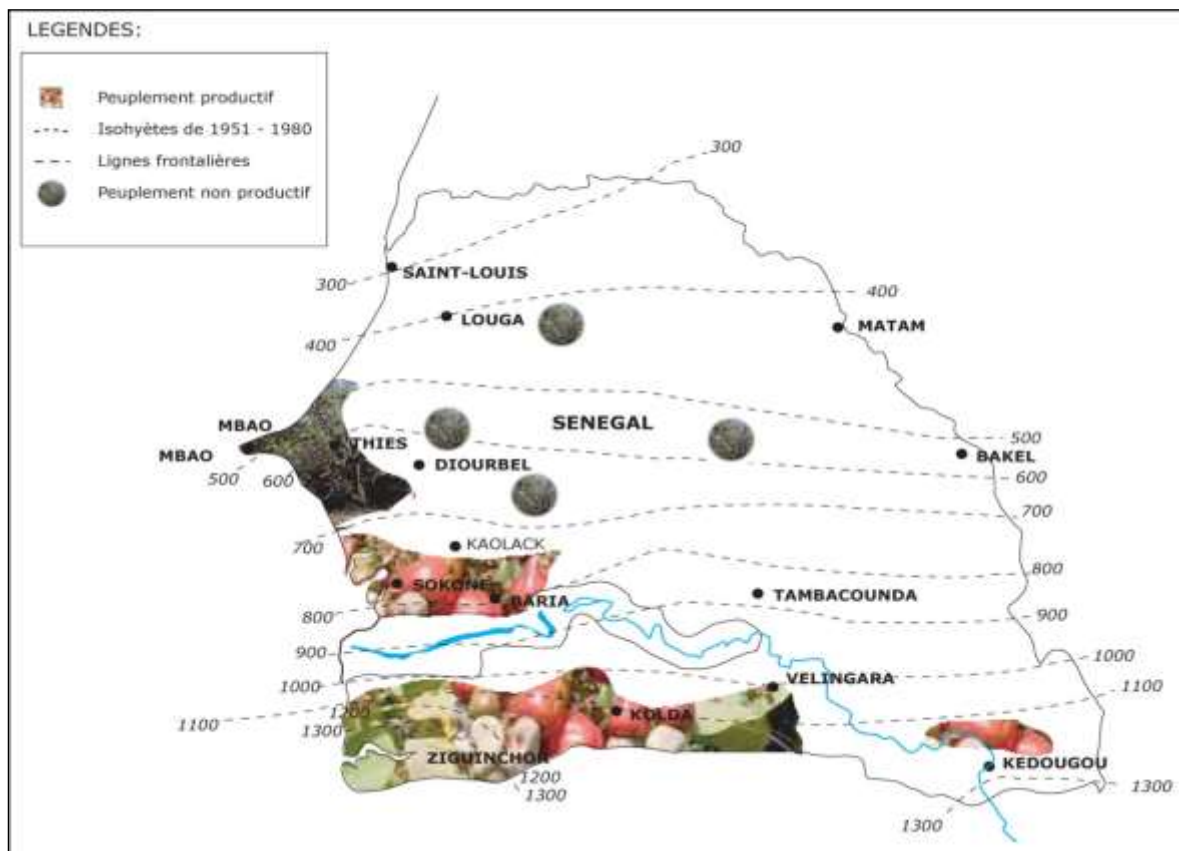 LEGENDES:
Peuplement productif
Isohyètes de 1951 - 1980
Lignes frontalières
Peuplement non productif
300
SAINT-LOUIS
300
400
LOUGA
MATAM
400
MBAO
SENEGAL
500
MBAO
THIES
BAKEL
500
600
DIOURBEL
600
700
700
KAOLACK
800
SOKONE
BARIA
TAMBACOUNDA
800
900
900
1000
1000
VELINGARA
1100
1200
KOLDA
1100
1300
ZIGUINCHOR
KEDOUGOU
1200
1300
1300
1300